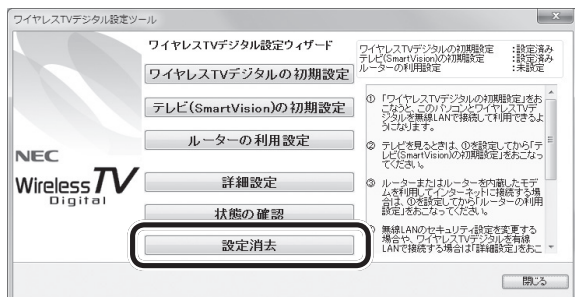 ワイヤレスTVデジタル設定ツール
ワイヤレスTVデジタル設定ウィザード
ワイヤレスTVデジタルの初期設定
テレビ(SmartVision)の初期設定
ルーターの利用設定
詳細設定
状態の確認
設定消去
NEC
Wireless TV
Digital
ワイヤレスTVデジタルの初期設定 :設定済み
テレビ(SmartVision)の初期設定 :設定済み
ルーターの利用設定 :未設定
① 「ワイヤレスTVデジタルの初期設定」をお
こなうと、このパソコンとワイヤレスTVデ
ジタルを無線LANで接続して利用できるよ
うになります。
② テレビを見るときは、①を設定してから「テ
レビ(SmartVision)の初期設定」をおこなっ
てください。
③ ルーターまたはルーターを内蔵したモデ
ムを利用してインターネットに接続する場
合は、①を設定してから「ルーターの利用
設定」をおこなってください。
無線LANのセキュリティ設定を変更する
場合や、ワイヤレスTVデジタルを有線
LANで接続する場合は「詳細設定」をおこ
閉じる